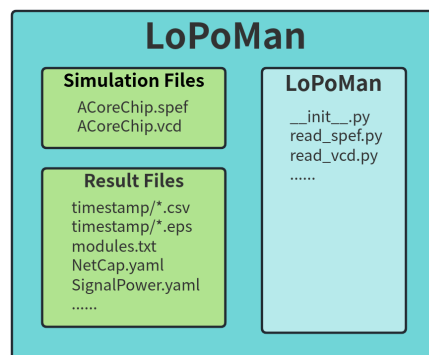 LoPoMan
Simulation Files
ACoreChip.spef
ACoreChip.vcd
Result Files
timestamp/*.csv
timestamp/*.eps
modules.txt
NetCap.yaml
SignalPower.yaml
......
LoPoMan
__init__.py
read_spef.py
read_vcd.py
......